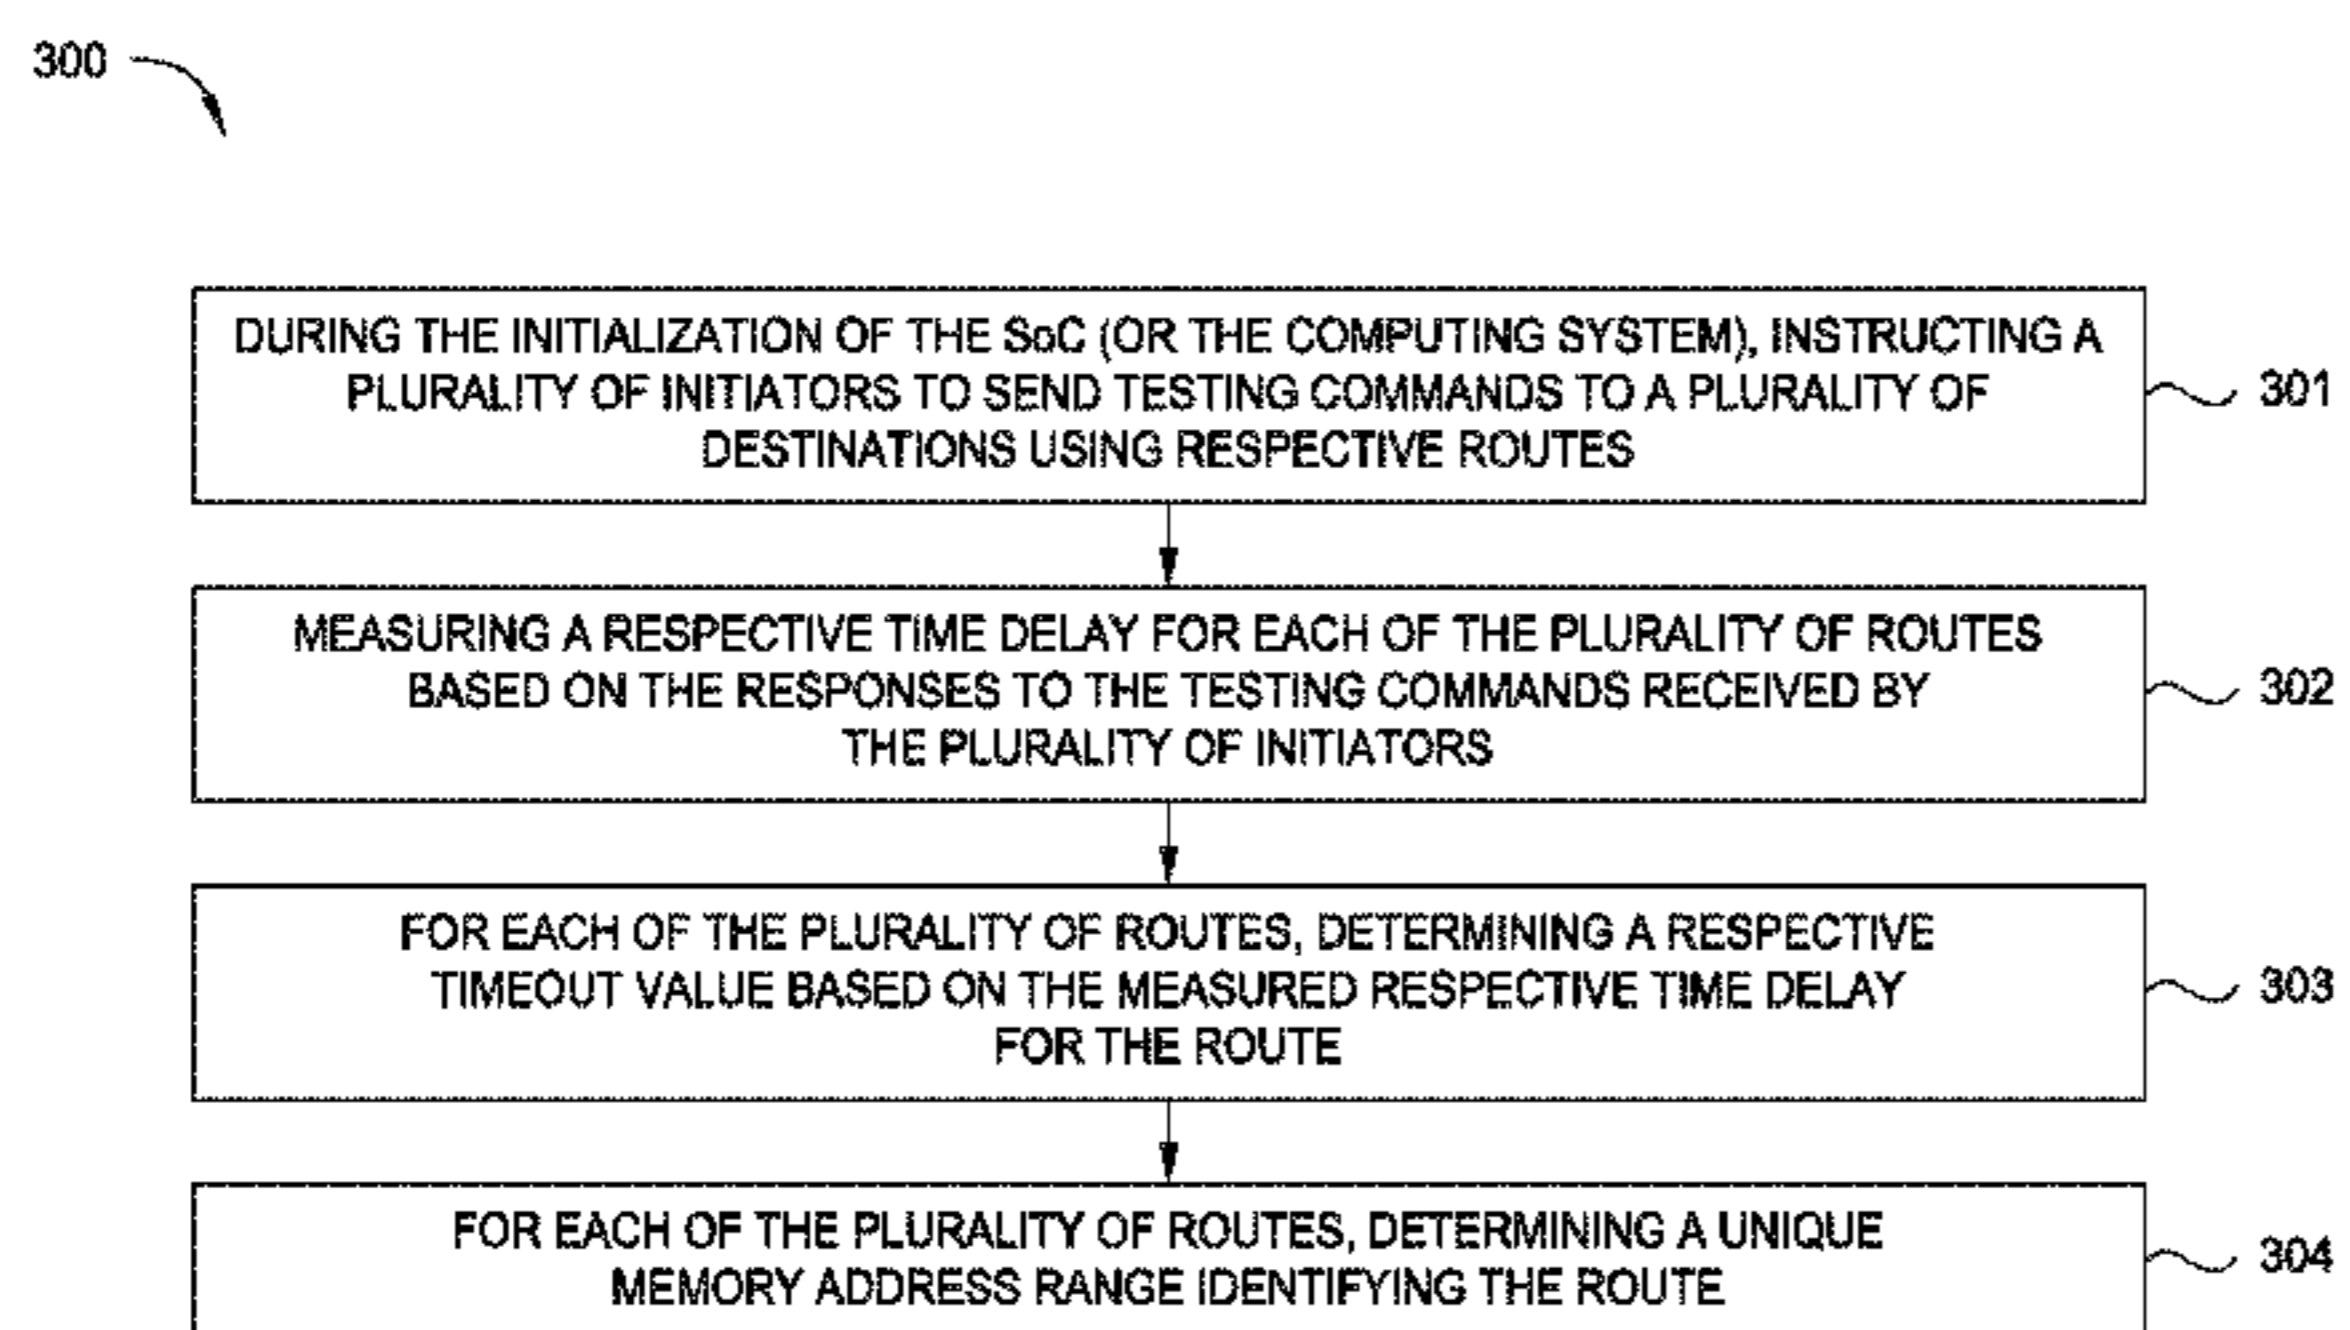 300
DURING THE INITIALIZATION OF THE SoC (OR THE COMPUTING SYSTEM), INSTRUCTING A
PLURALITY OF INITIATORS TO SEND TESTING COMMANDS TO A PLURALITY OF
DESTINATIONS USING RESPECTIVE ROUTES
301
MEASURING A RESPECTIVE TIME DELAY FOR EACH OF THE PLURALITY OF ROUTES
BASED ON THE RESPONSES TO THE TESTING COMMANDS RECEIVED BY
THE PLURALITY OF INITIATORS
302
FOR EACH OF THE PLURALITY OF ROUTES, DETERMINING A RESPECTIVE
TIMEOUT VALUE BASED ON THE MEASURED RESPECTIVE TIME DELAY
FOR THE ROUTE
303
FOR EACH OF THE PLURALITY OF ROUTES, DETERMINING A UNIQUE
MEMORY ADDRESS RANGE IDENTIFYING THE ROUTE
304